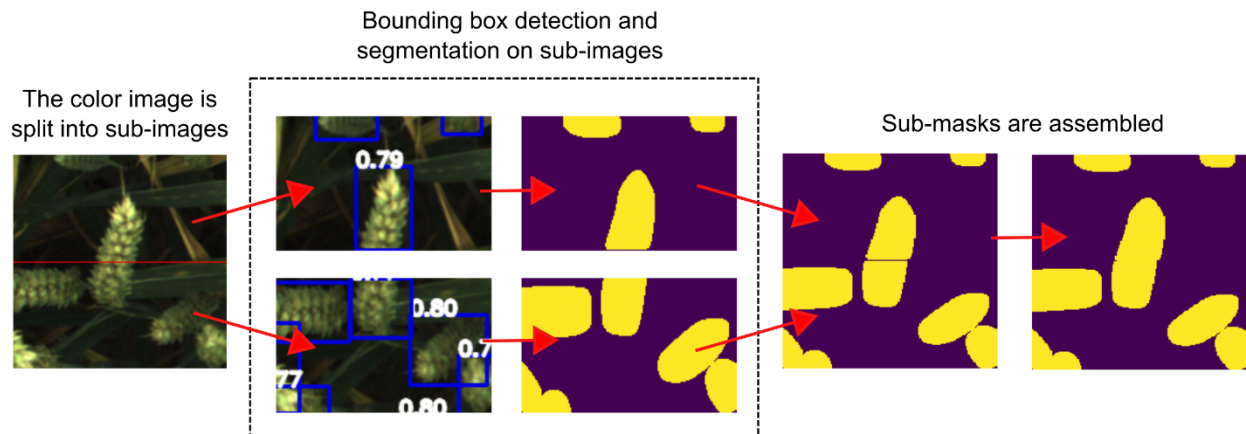 Bounding box detection and
segmentation on sub-images
The color image is
split into sub-images
Sub-masks are assembled
0.79
0.80
0.80